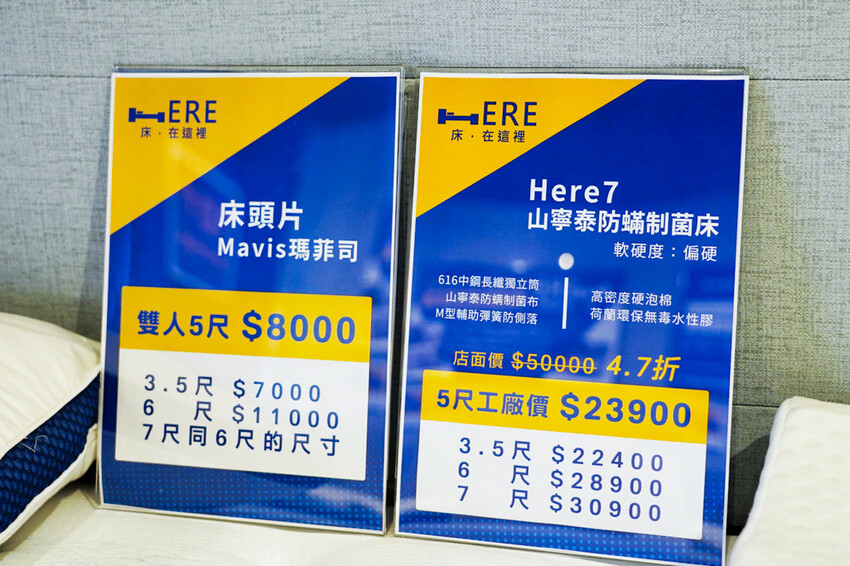 HERE
床，在這裡
床頭片
Mavis瑪菲司
雙人5尺 $8000
3.5尺 $7000
6 尺 $11000
7尺同6尺的尺寸
HERE
床，在這裡
Here7
山寧泰防蟎制菌床
軟硬度：偏硬
616中鋼長纖獨立筒
山寧泰防蟎制菌布
M型輔助彈簧防側落
高密度硬泡棉
荷蘭環保無毒水性膠
店面價 $50000 4.7折
5尺工廠價 $23900
3.5尺 $22400
6 尺 $28900
7 尺 $30900